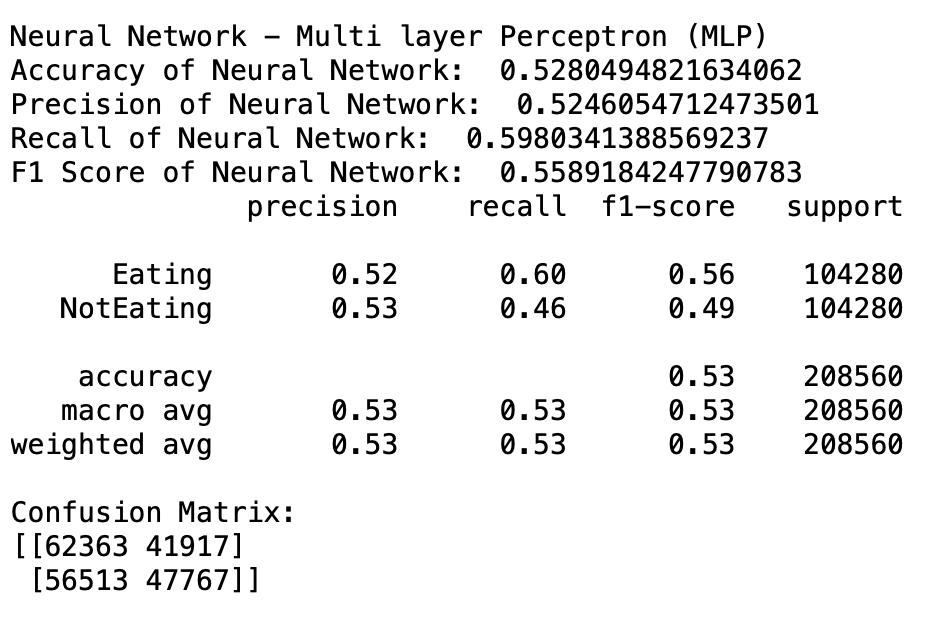 Neural Network – Multi layer Perceptron (MLP)
Accuracy of Neural Network:  0.5280494821634062
Precision of Neural Network:  0.5246054712473501
Recall of Neural Network:  0.5980341388569237
F1 Score of Neural Network:  0.5589184247790783
precision recall f1-score support
Eating 0.52 0.60 0.56 104280
NotEating 0.53 0.46 0.49 104280
accuracy 0.53 208560
macro avg 0.53 0.53 0.53 208560
weighted avg 0.53 0.53 0.53 208560
Confusion Matrix:
[[62363 41917]
[56513 47767]]